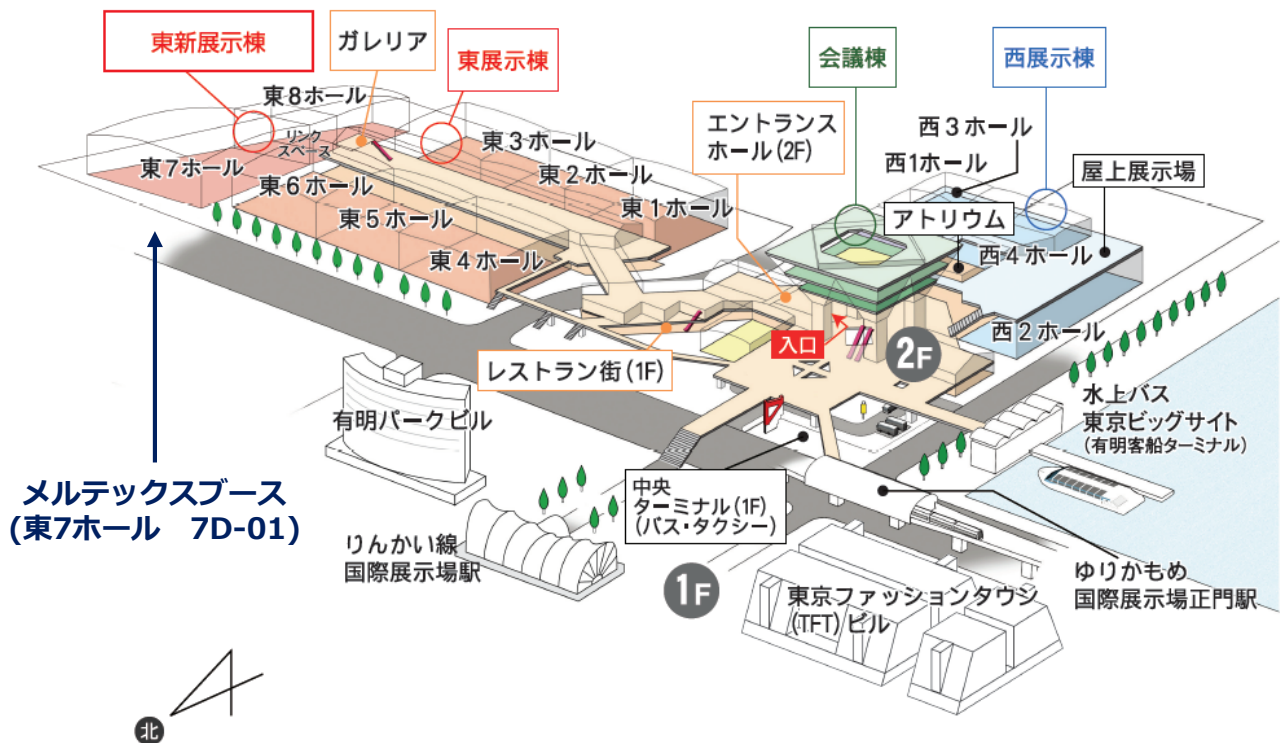 東新展示棟
ガレリア
東展示棟
会議棟
西展示棟
東8ホール
リンク
スペース
東7ホール
東3ホール
東2ホール
東1ホール
東6ホール
東5ホール
東4ホール
エントランス
ホール(2F)
西3ホール
西1ホール
屋上展示場
アトリウム
西4ホール
西2ホール
入口
2F
レストラン街(1F)
有明パークビル
水上バス
東京ビッグサイト
(有明客船ターミナル)
メルテックスブース
(東7ホール 7D-01)
中央
ターミナル(1F)
(バス・タクシー)
りんかい線
国際展示場駅
1F
東京ファッションタウン
(TFT)ビル
ゆりかもめ
国際展示場正門駅
北